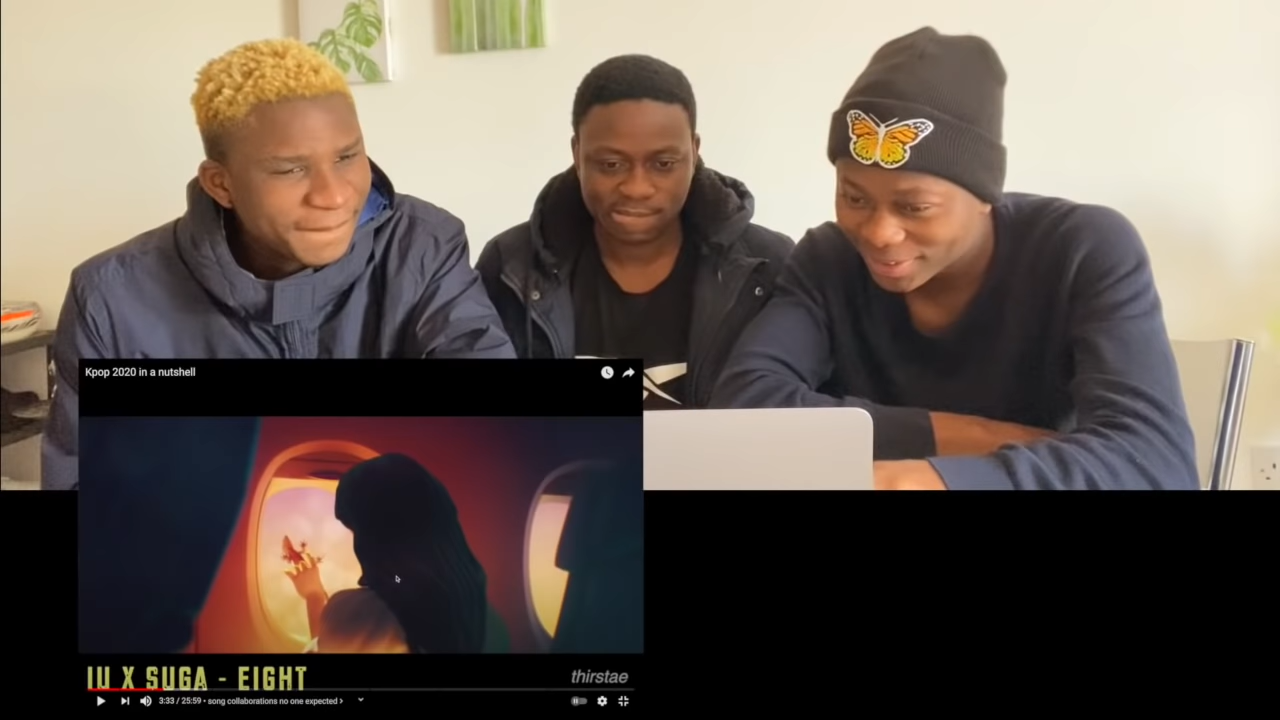 Kpop 2020 in a nutshell
IU X SUGA - EIGHT
thirstae
3:33 / 25:59 • song collaborations no one expected >